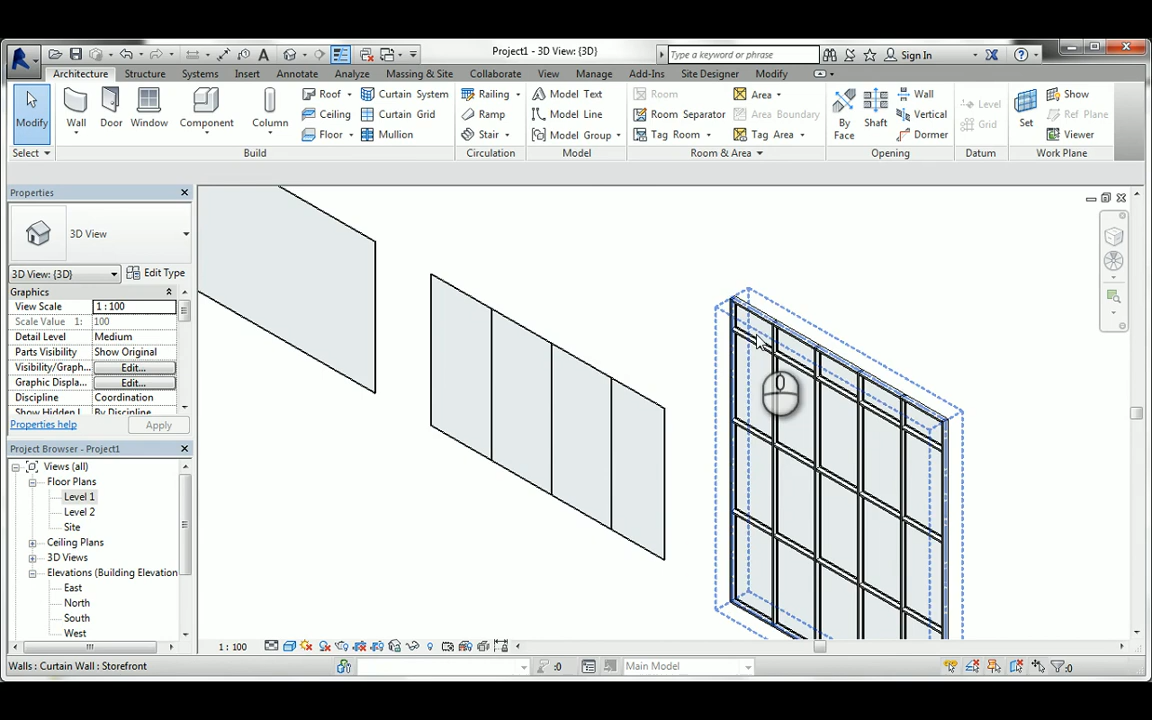 Project1 - 3D View: {3D}
Type a keyword or phrase
Sign In
Architecture Structure Systems Insert Annotate Analyze Massing & Site Collaborate View Manage Add-Ins Site Designer Modify
Modify
Wall
Door
Window
Component
Column
Roof
Ceiling
Floor
Curtain System
Curtain Grid
Mullion
Railing
Ramp
Stair
Model Text
Model Line
Model Group
Room
Room Separator
Tag Room
Area
Area Boundary
Tag Area
By
Face
Shaft
Wall
Vertical
Dormer
Level
Grid
Set
Show
Ref Plane
Viewer
Select
Build
Circulation
Model
Room & Area
Opening
Datum
Work Plane
Properties
3D View
3D View: {3D}
Edit Type
Graphics
View Scale 1 : 100
Scale Value 1: 100
Detail Level Medium
Parts Visibility Show Original
Visibility/Graph... Edit...
Graphic Displa... Edit...
Discipline Coordination
Show Hidden L
Properties help
Apply
Project Browser - Project1
Views (all)
Floor Plans
Level 1
Level 2
Site
Ceiling Plans
3D Views
Elevations (Building Elevation
East
North
South
West
1 : 100
Walls : Curtain Wall : Storefront
:0
Main Model
:0